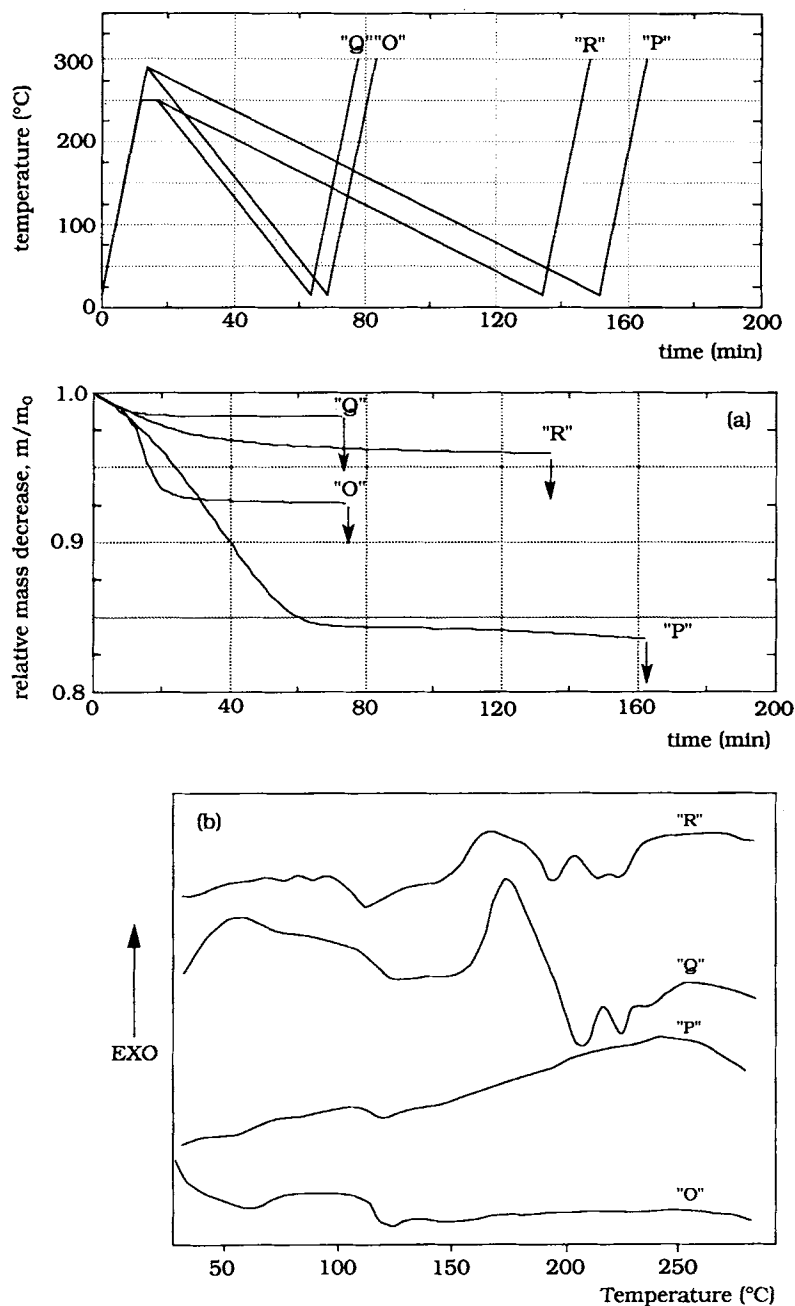 "Q" "O" "R" "P"
300
200
100
0
temperature (°C)
0 40 80 120 160 200
time (min)
1.0
0.9
0.8
relative mass decrease, m/m₀
(a)
"Q"
"R"
"O"
"P"
0 40 80 120 160 200
time (min)
(b)
"R"
"Q"
"P"
"O"
EXO
50 100 150 200 250
Temperature (°C)